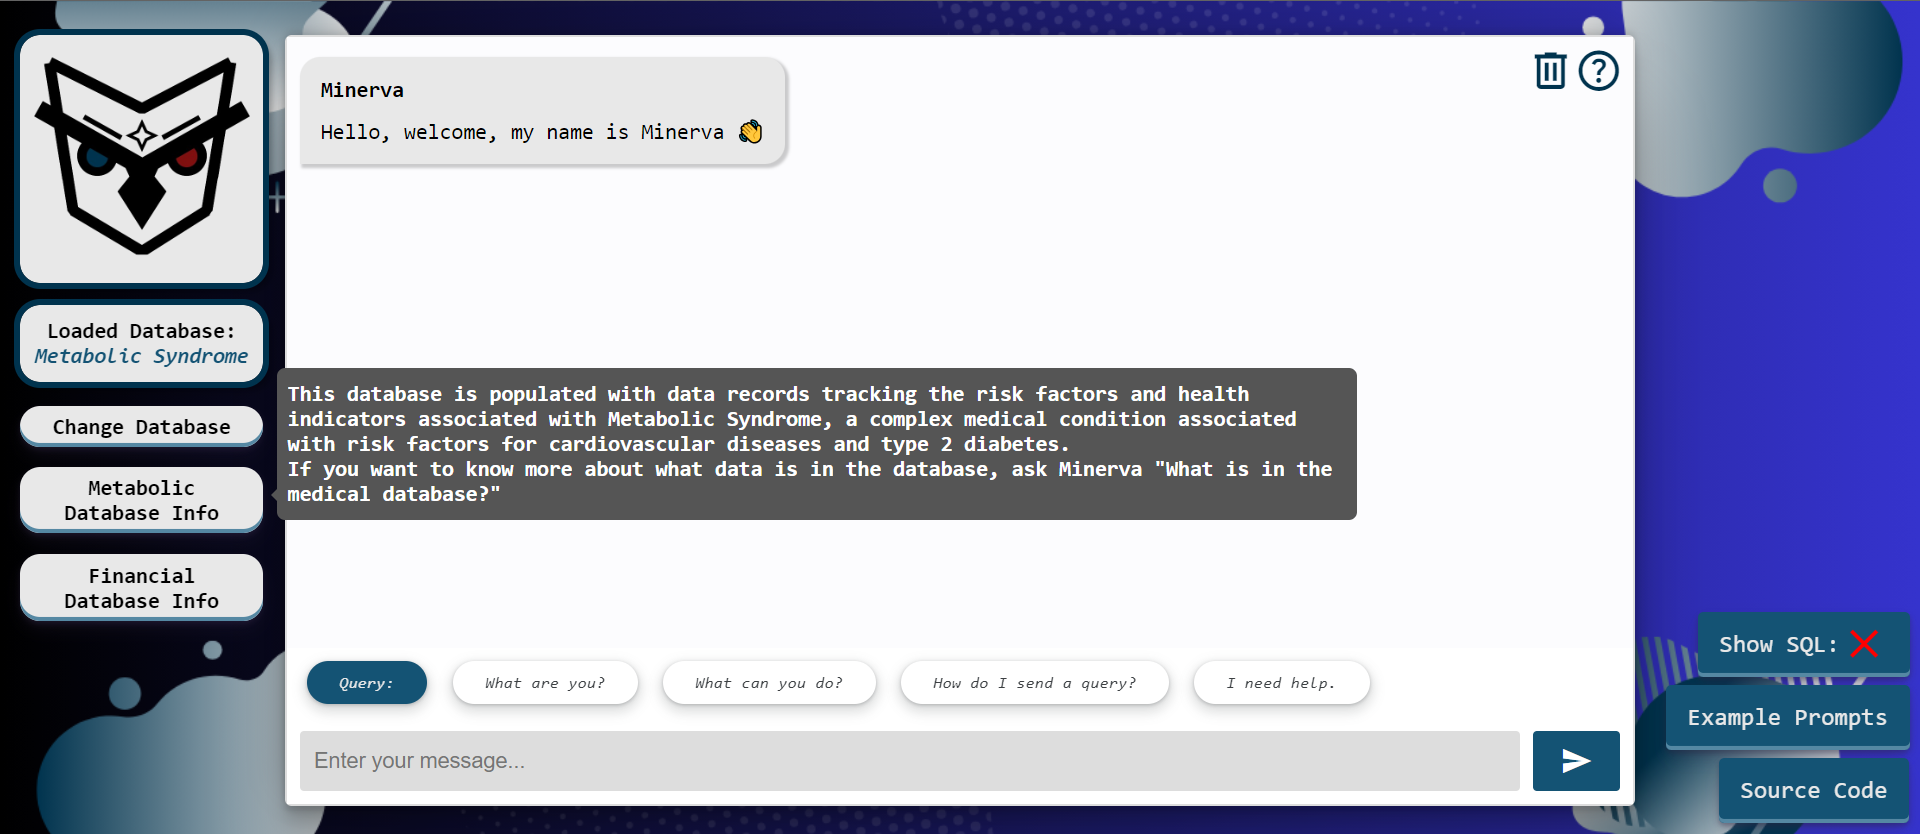 Minerva
Hello, welcome, my name is Minerva 👋
Loaded Database:
Metabolic Syndrome
Change Database
Metabolic
Database Info
Financial
Database Info
This database is populated with data records tracking the risk factors and health
indicators associated with Metabolic Syndrome, a complex medical condition associated
with risk factors for cardiovascular diseases and type 2 diabetes.
If you want to know more about what data is in the database, ask Minerva "What is in the
medical database?"
Query:
What are you?
What can you do?
How do I send a query?
I need help.
Enter your message...
Show SQL: ❌
Example Prompts
Source Code